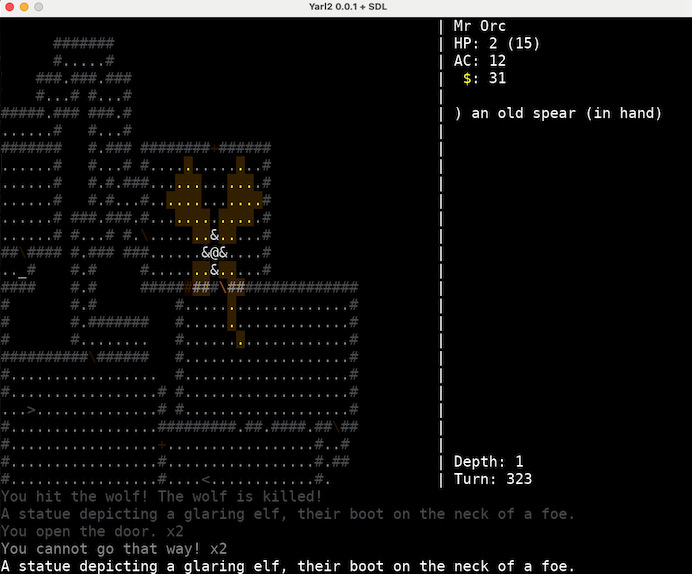 Yarl2 0.0.1 + SDL
Mr Orc
HP: 2 (15)
AC: 12
$: 31
) an old spear (in hand)
Depth: 1
Turn: 323
You hit the wolf! The wolf is killed!
A statue depicting a glaring elf, their boot on the neck of a foe.
You open the door. x2
You cannot go that way! x2
A statue depicting a glaring elf, their boot on the neck of a foe.